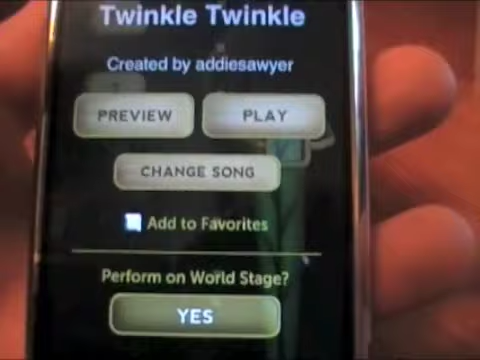 Twinkle Twinkle
Created by addiesawyer
PREVIEW PLAY
CHANGE SONG
Add to Favorites
Perform on World Stage?
YES